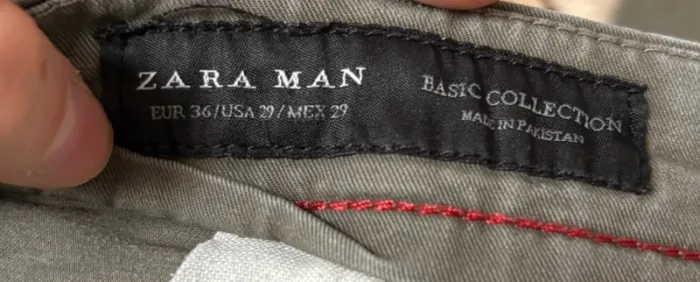 ZARA MAN
EUR 36/USA 29/MEX 29
BASIC COLLECTION
MADE IN PAKISTAN